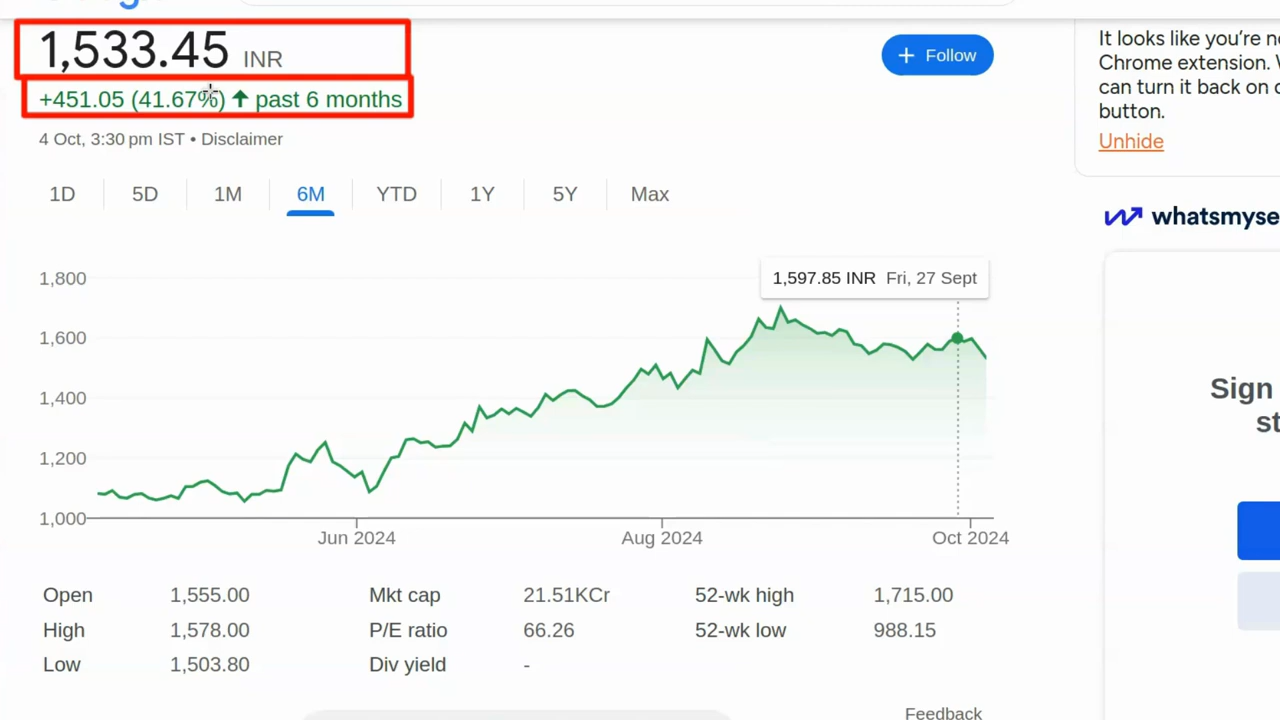 1,533.45 INR
+ Follow
+451.05 (41.67%) ↑ past 6 months
4 Oct, 3:30 pm IST • Disclaimer
1D 5D 1M 6M YTD 1Y 5Y Max
1,597.85 INR Fri, 27 Sept
1,800
1,600
1,400
1,200
1,000
Jun 2024 Aug 2024 Oct 2024
Open 1,555.00 Mkt cap 21.51KCr 52-wk high 1,715.00
High 1,578.00 P/E ratio 66.26 52-wk low 988.15
Low 1,503.80 Div yield -
Feedback
It looks like you're
Chrome extension.
can turn it back on
button.
Unhide
whatsmyse
Sign
st